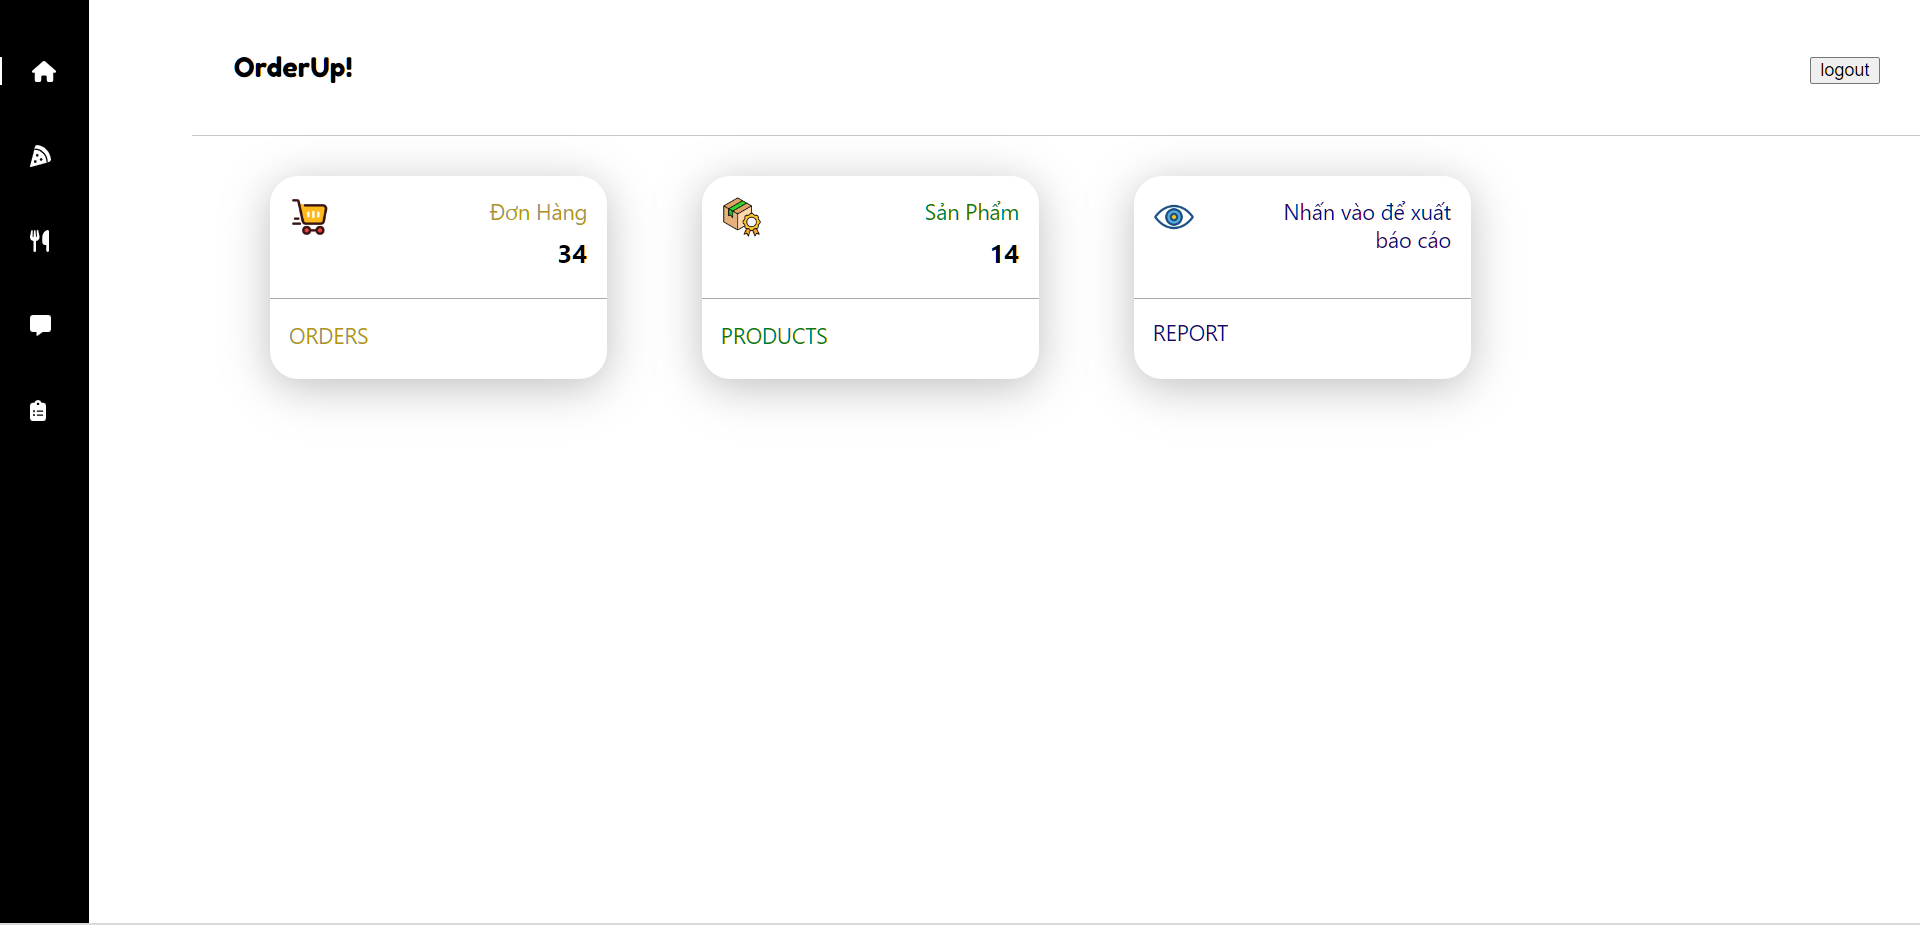 OrderUp!
logout
Đơn Hàng
34
ORDERS
Sản Phẩm
14
PRODUCTS
Nhấn vào để xuất
báo cáo
REPORT